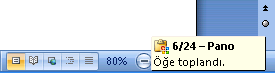 6/24 – Pano
Öğe toplandı.
80%